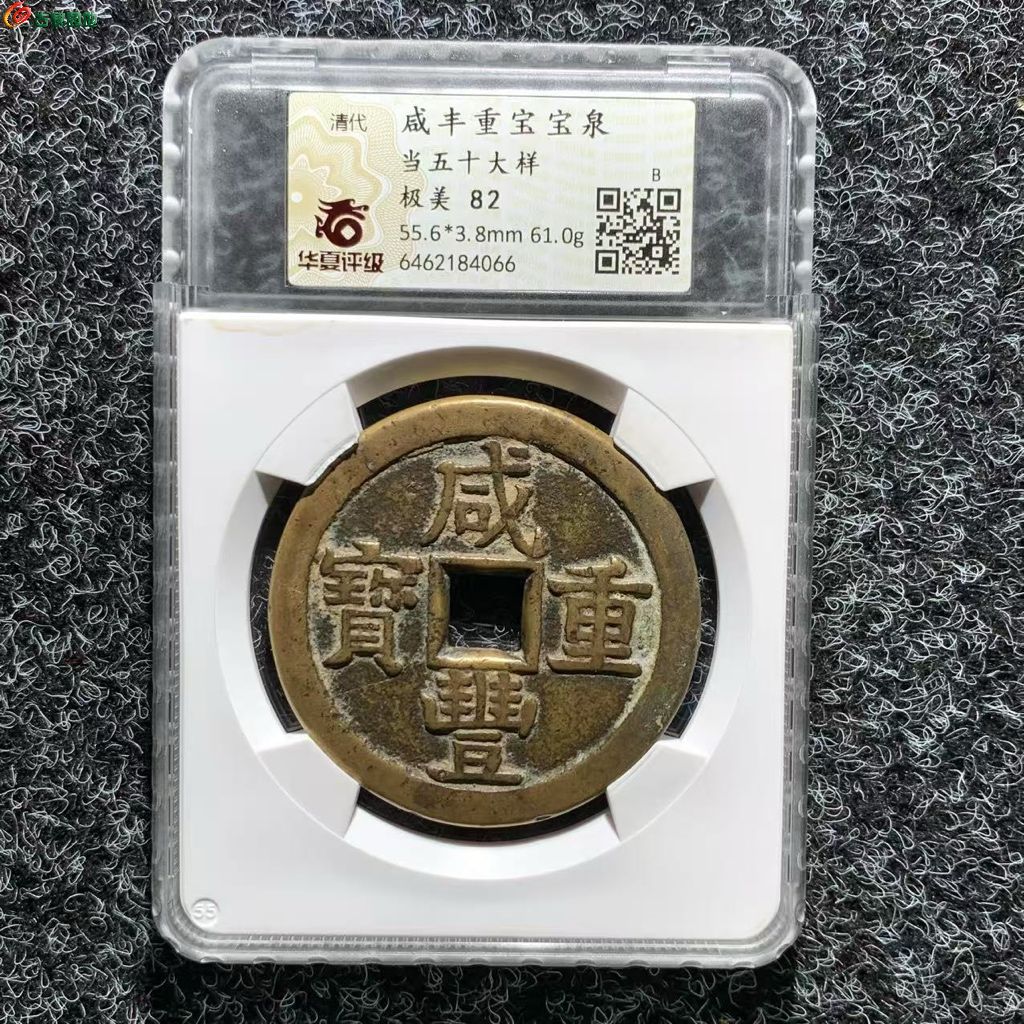 清代
咸丰重宝宝泉
当五十大样
极美 82
B
55.6*3.8mm 61.0g
华夏评级
6462184066
咸
豐
重
寶
55